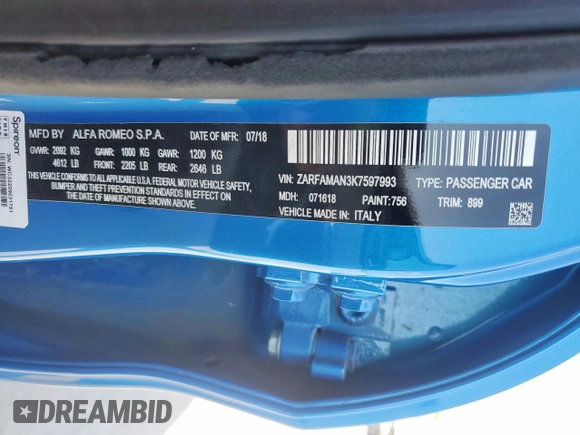 MFD BY ALFA ROMEO S.P.A. DATE OF MFR: 07/18
GVWR: 2092 KG GAWR: 1000 KG GAWR: 1200 KG
4612 LB FRONT: 2205 LB REAR: 2646 LB
THIS VEHICLE CONFORMS TO ALL APPLICABLE U.S.A. FEDERAL MOTOR VEHICLE SAFETY,
BUMPER AND THEFT PREVENTION STANDARDS IN EFFECT ON
THE DATE OF MANUFACTURE SHOWN ABOVE
VIN: ZARFAMAN3K7597993 TYPE: PASSENGER CAR
MDH: 071618 PAINT: 756 TRIM: 899
VEHICLE MADE IN: ITALY
Spireon
DREAMBID